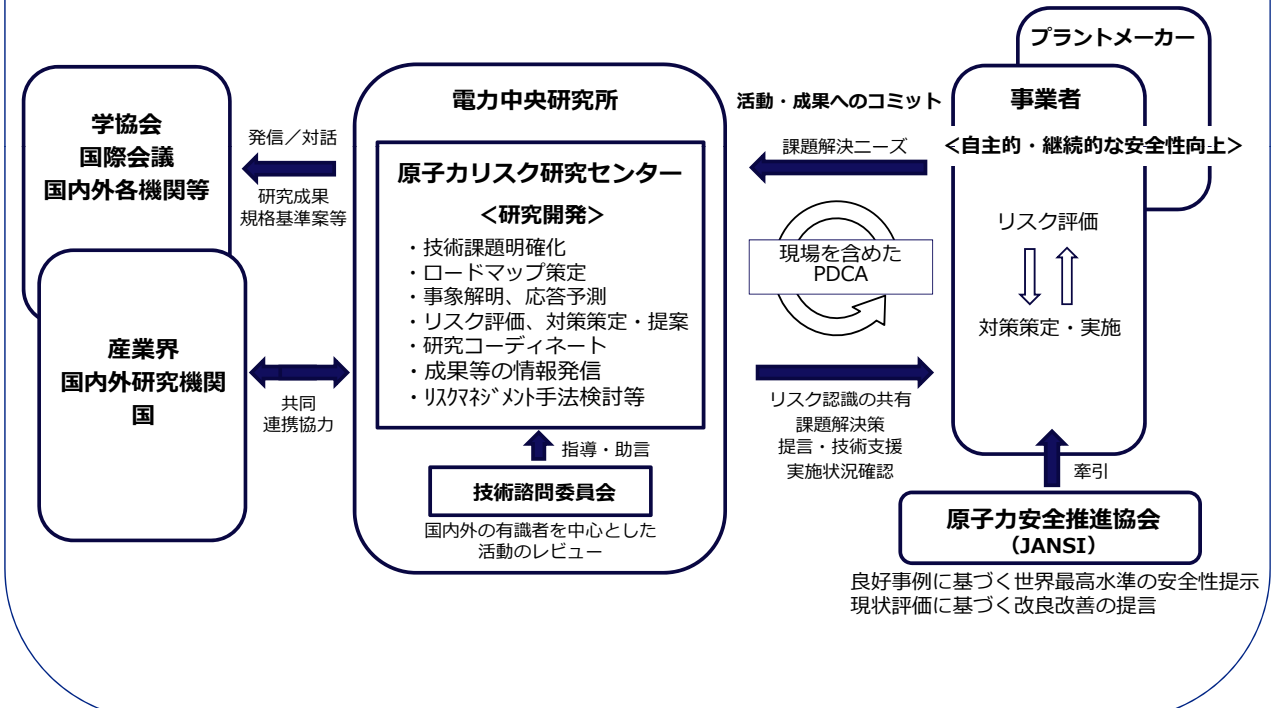 学協会
国際会議
国内外各機関等
産業界
国内外研究機関
国
発信／対話
研究成果
規格基準案等
共同
連携協力
電力中央研究所
原子力リスク研究センター
＜研究開発＞
・技術課題明確化
・ロードマップ策定
・事象解明、応答予測
・リスク評価、対策策定・提案
・研究コーディネート
・成果等の情報発信
・ﾘｽｸﾏﾈｼﾞﾒﾝﾄ手法検討等
指導・助言
技術諮問委員会
国内外の有識者を中心とした
活動のレビュー
活動・成果へのコミット
課題解決ニーズ
現場を含めた
PDCA
リスク認識の共有
課題解決策
提言・技術支援
実施状況確認
プラントメーカー
事業者
＜自主的・継続的な安全性向上＞
リスク評価
対策策定・実施
牽引
原子力安全推進協会
（JANSI）
良好事例に基づく世界最高水準の安全性提示
現状評価に基づく改良改善の提言